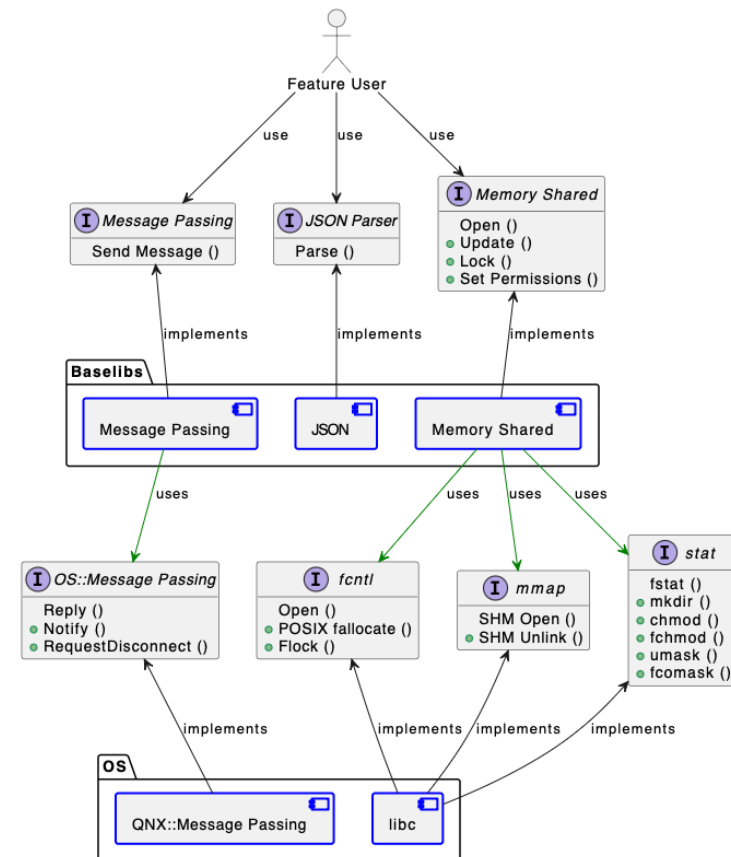 Feature User
use
use
use
I Message Passing
Send Message ()
I JSON Parser
Parse ()
I Memory Shared
Open ()
Update ()
Lock ()
Set Permissions ()
implements
implements
implements
Baselibs
Message Passing
JSON
Memory Shared
uses
uses
uses
uses
I OS::Message Passing
Reply ()
Notify ()
RequestDisconnect ()
I fcntl
Open ()
POSIX fallocate ()
Flock ()
I mmap
SHM Open ()
SHM Unlink ()
I stat
fstat ()
mkdir ()
chmod ()
fchmod ()
umask ()
fcomask ()
implements
implements
implements
implements
OS
QNX::Message Passing
libc